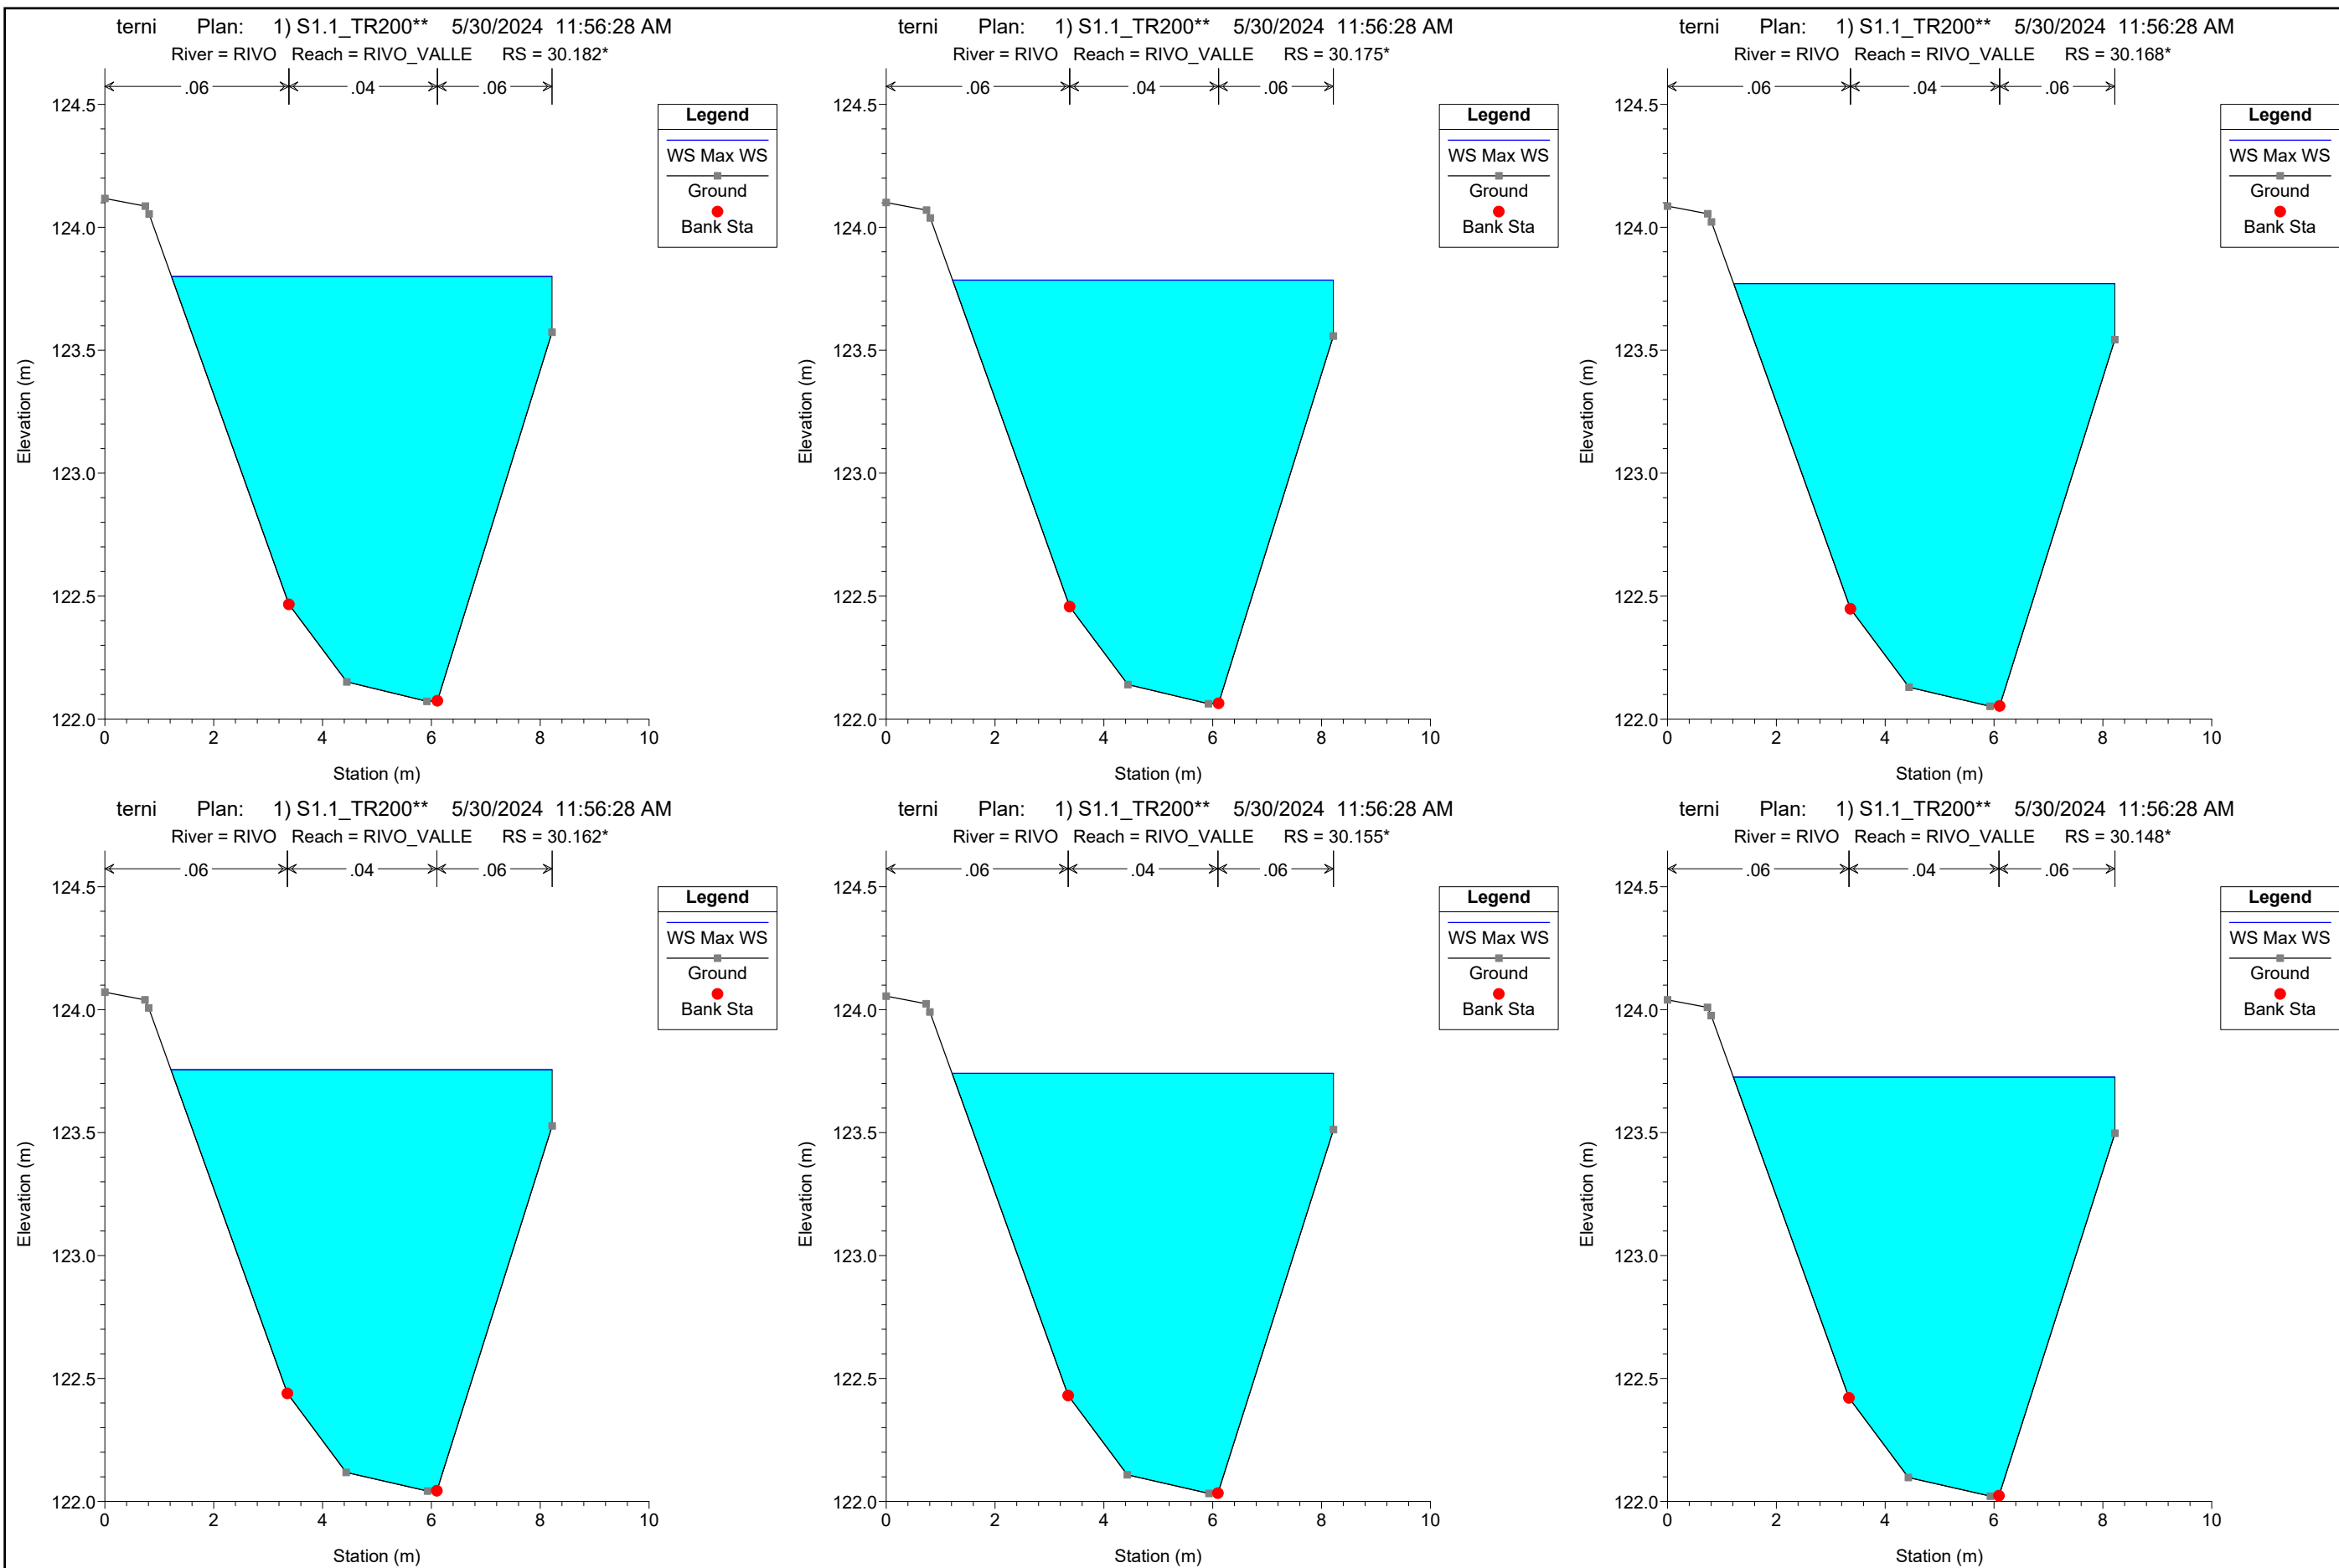 terni Plan: 1) S1.1_TR200** 5/30/2024 11:56:28 AM
River = RIVO Reach = RIVO_VALLE RS = 30.182*
.06 .04 .06
124.5
124.0
123.5
123.0
122.5
122.0
0 2 4 6 8 10
Station (m)
Elevation (m)
Legend
WS Max WS
Ground
Bank Sta
terni Plan: 1) S1.1_TR200** 5/30/2024 11:56:28 AM
River = RIVO Reach = RIVO_VALLE RS = 30.175*
.06 .04 .06
124.5
124.0
123.5
123.0
122.5
122.0
0 2 4 6 8 10
Station (m)
Elevation (m)
Legend
WS Max WS
Ground
Bank Sta
terni Plan: 1) S1.1_TR200** 5/30/2024 11:56:28 AM
River = RIVO Reach = RIVO_VALLE RS = 30.168*
.06 .04 .06
124.5
124.0
123.5
123.0
122.5
122.0
0 2 4 6 8 10
Station (m)
Elevation (m)
Legend
WS Max WS
Ground
Bank Sta
terni Plan: 1) S1.1_TR200** 5/30/2024 11:56:28 AM
River = RIVO Reach = RIVO_VALLE RS = 30.162*
.06 .04 .06
124.5
124.0
123.5
123.0
122.5
122.0
0 2 4 6 8 10
Station (m)
Elevation (m)
Legend
WS Max WS
Ground
Bank Sta
terni Plan: 1) S1.1_TR200** 5/30/2024 11:56:28 AM
River = RIVO Reach = RIVO_VALLE RS = 30.155*
.06 .04 .06
124.5
124.0
123.5
123.0
122.5
122.0
0 2 4 6 8 10
Station (m)
Elevation (m)
Legend
WS Max WS
Ground
Bank Sta
terni Plan: 1) S1.1_TR200** 5/30/2024 11:56:28 AM
River = RIVO Reach = RIVO_VALLE RS = 30.148*
.06 .04 .06
124.5
124.0
123.5
123.0
122.5
122.0
0 2 4 6 8 10
Station (m)
Elevation (m)
Legend
WS Max WS
Ground
Bank Sta